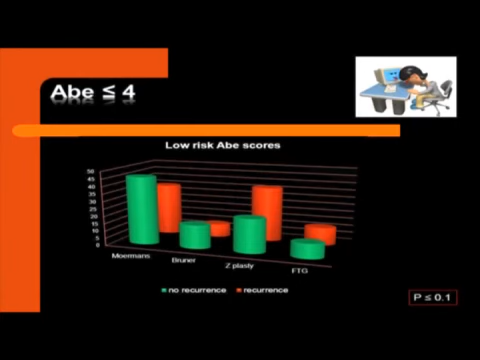 Abe ≤ 4
Low risk Abe scores
50
45
40
35
30
25
20
15
10
5
0
Moermans
Bruner
Z plasty
FTG
no recurrence
recurrence
P ≤ 0.1